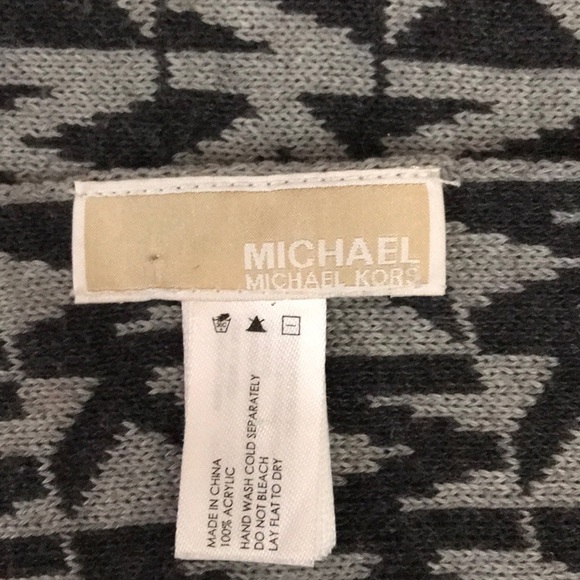 MICHAEL
MICHAEL KORS
MADE IN CHINA
100% ACRYLIC
HAND WASH COLD SEPARATELY
DO NOT BLEACH
LAY FLAT TO DRY